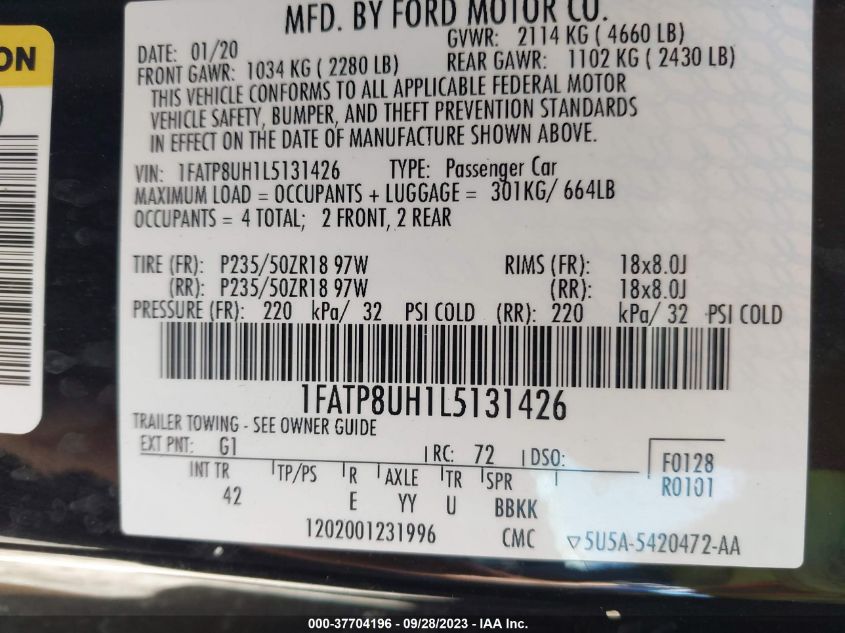 MFD. BY FORD MOTOR CO.
DATE: 01/20 GVWR: 2114 KG ( 4660 LB)
FRONT GAWR: 1034 KG ( 2280 LB) REAR GAWR: 1102 KG ( 2430 LB)
THIS VEHICLE CONFORMS TO ALL APPLICABLE FEDERAL MOTOR
VEHICLE SAFETY, BUMPER, AND THEFT PREVENTION STANDARDS
IN EFFECT ON THE DATE OF MANUFACTURE SHOWN ABOVE.
VIN: 1FATP8UH1L5131426 TYPE: Passenger Car
MAXIMUM LOAD = OCCUPANTS + LUGGAGE = 301KG/ 664LB
OCCUPANTS = 4 TOTAL; 2 FRONT, 2 REAR
TIRE (FR): P235/50ZR18 97W RIMS (FR): 18x8.0J
(RR): P235/50ZR18 97W (RR): 18x8.0J
PRESSURE (FR): 220 kPa/ 32 PSI COLD (RR): 220 kPa/ 32 PSI COLD
1FATP8UH1L5131426
TRAILER TOWING - SEE OWNER GUIDE
EXT PNT: G1 RC: 72 DSO: F0128
R0101
INT TR TP/PS R AXLE TR SPR
42 E YY U BBKK
1202001231996 CMC 5U5A-5420472-AA
ON
000-37704196 - 09/28/2023 - IAA Inc.